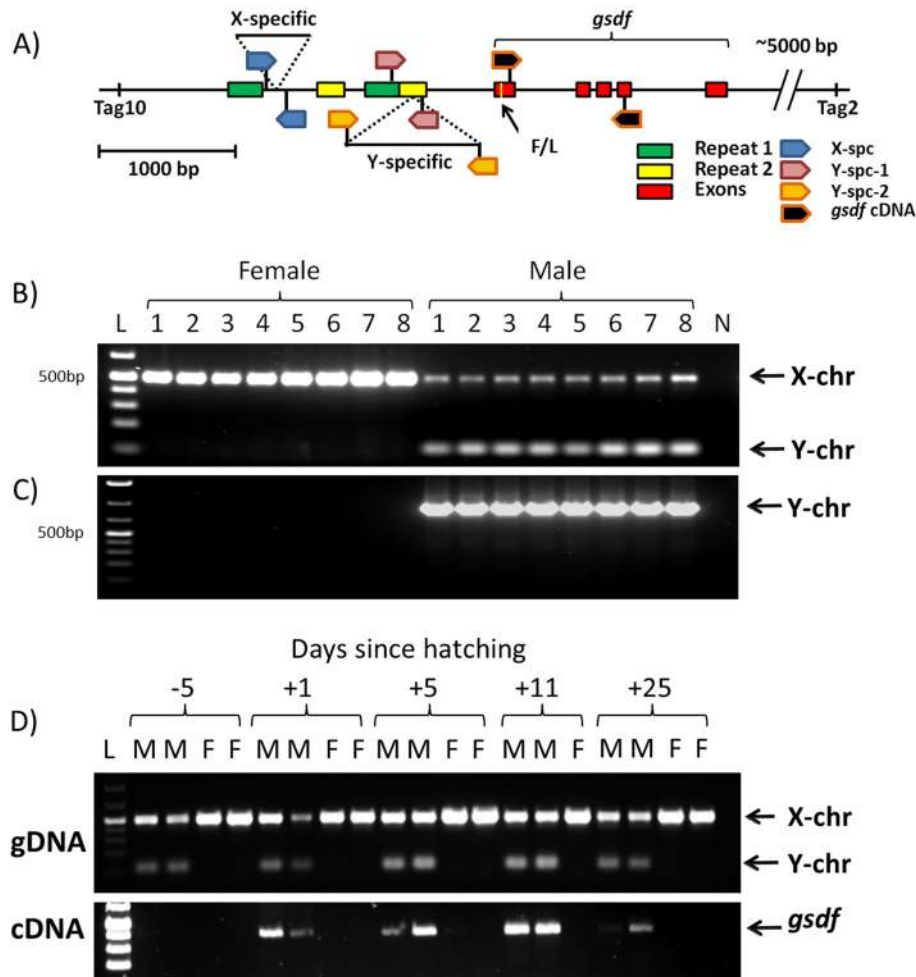 A)
X-specific
gsdf
~5000 bp
Tag10
Tag2
F/L
Y-specific
1000 bp
Repeat 1
Repeat 2
Exons
X-spc
Y-spc-1
Y-spc-2
gsdf cDNA
B)
Female Male
L 1 2 3 4 5 6 7 8 1 2 3 4 5 6 7 8 N
500bp
X-chr
Y-chr
C)
500bp
Y-chr
Days since hatching
-5 +1 +5 +11 +25
D)
L M M F F M M F F M M F F M M F M M F F
gDNA
X-chr
Y-chr
cDNA
gsdf